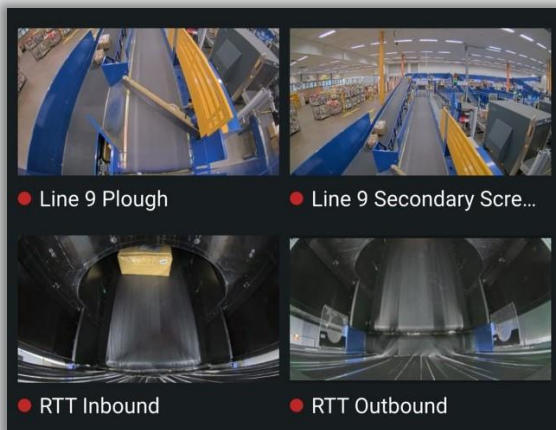 Line 9 Plough
Line 9 Secondary Scre...
RTT Inbound
RTT Outbound